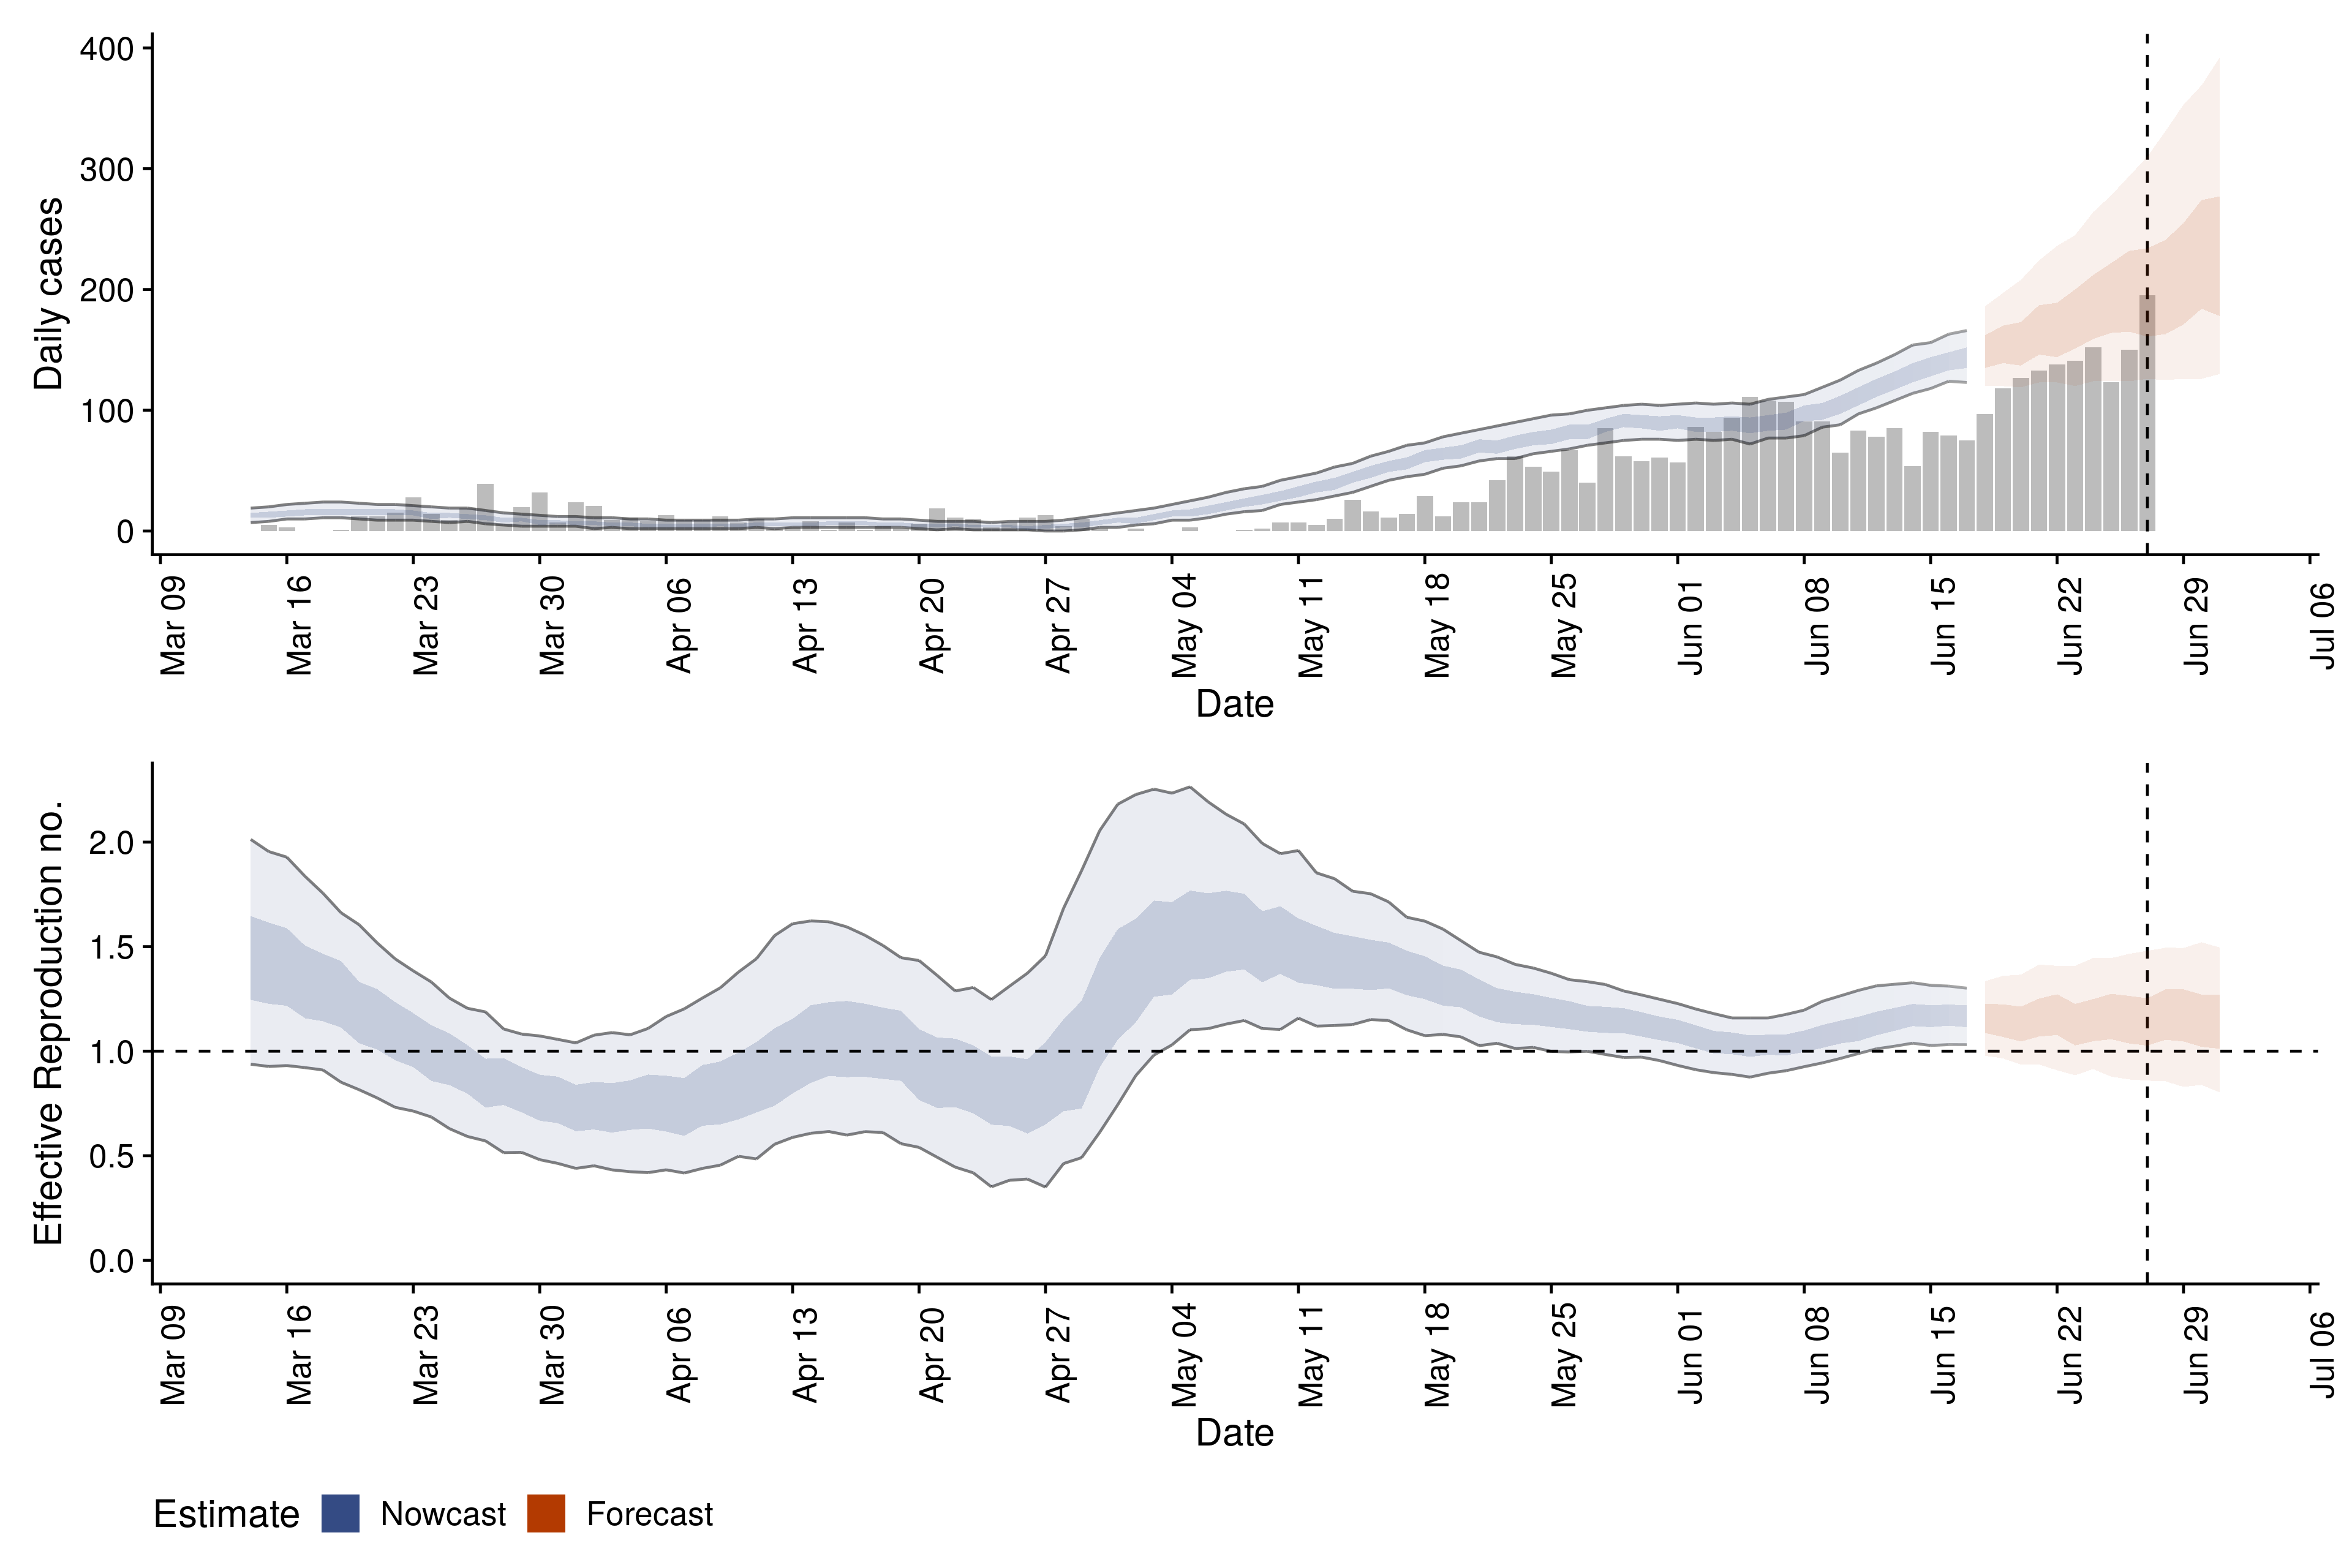 Daily cases
400
300
200
100
0
Mar 09
Mar 16
Mar 23
Mar 30
Apr 06
Apr 13
Apr 20
Apr 27
May 04
May 11
May 18
May 25
Jun 01
Jun 08
Jun 15
Jun 22
Jun 29
Jul 06
Date
Effective Reproduction no.
2.0
1.5
1.0
0.5
0.0
Mar 09
Mar 16
Mar 23
Mar 30
Apr 06
Apr 13
Apr 20
Apr 27
May 04
May 11
May 18
May 25
Jun 01
Jun 08
Jun 15
Jun 22
Jun 29
Jul 06
Date
Estimate Nowcast Forecast